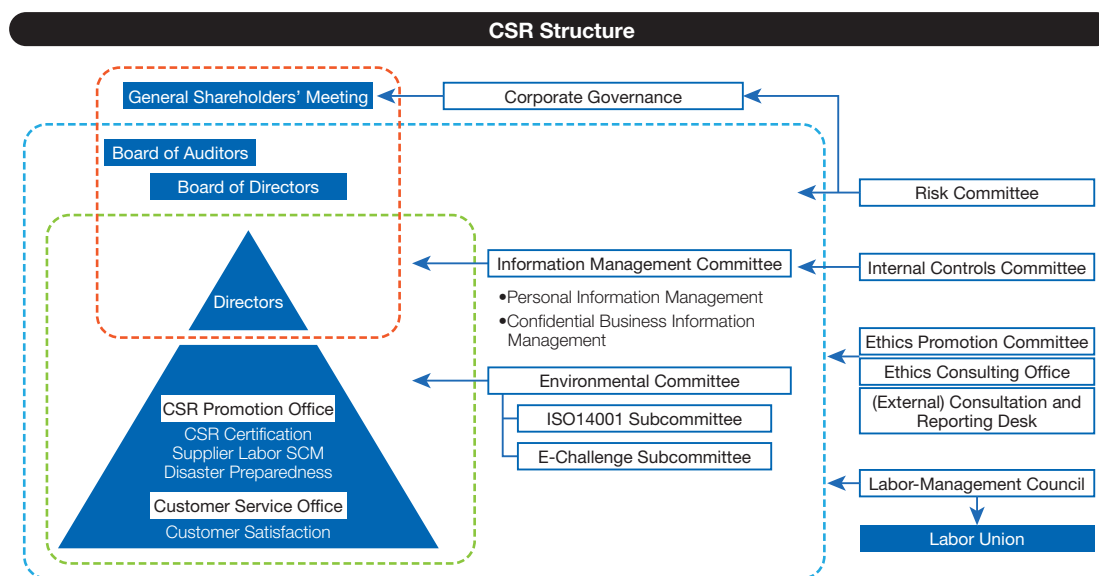 CSR Structure
General Shareholders’ Meeting
Corporate Governance
Board of Auditors
Board of Directors
Risk Committee
Directors
Information Management Committee
•Personal Information Management
•Confidential Business Information
Management
Internal Controls Committee
Ethics Promotion Committee
Ethics Consulting Office
(External) Consultation and
Reporting Desk
Environmental Committee
ISO14001 Subcommittee
E-Challenge Subcommittee
CSR Promotion Office
CSR Certification
Supplier Labor SCM
Disaster Preparedness
Customer Service Office
Customer Satisfaction
Labor-Management Council
Labor Union